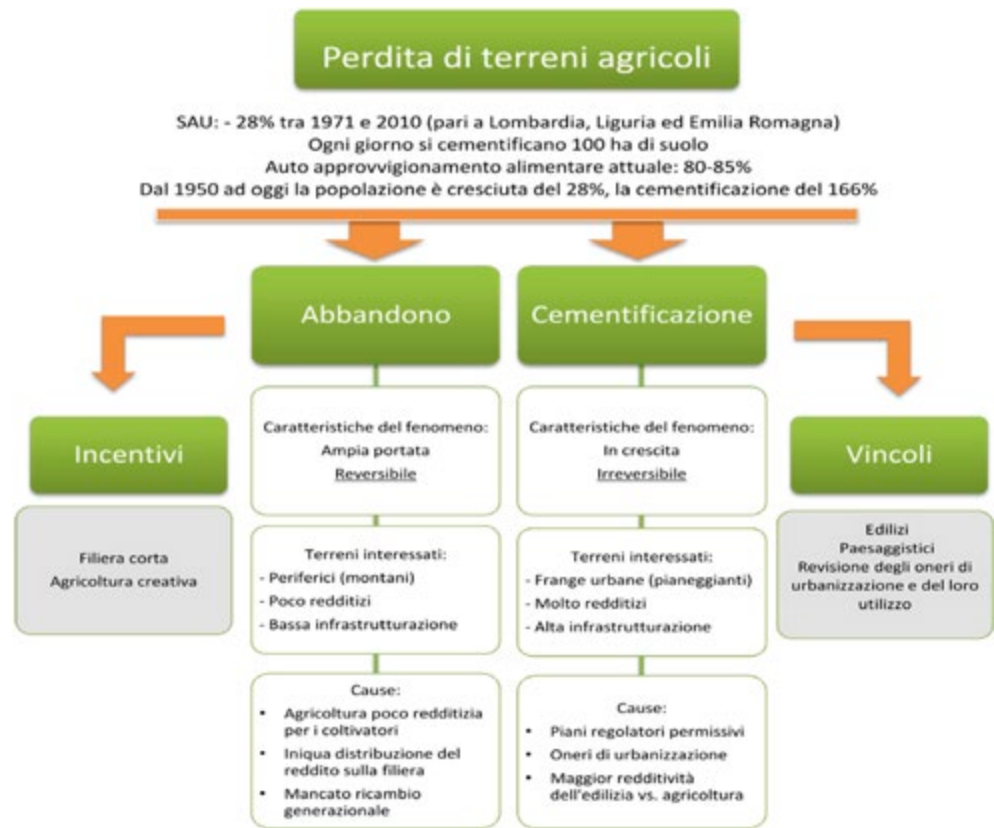 Perdita di terreni agricoli
SAU: - 28% tra 1971 e 2010 (pari a Lombardia, Liguria ed Emilia Romagna)
Ogni giorno si cementificano 100 ha di suolo
Auto approvvigionamento alimentare attuale: 80-85%
Dal 1950 ad oggi la popolazione è cresciuta del 28%, la cementificazione del 166%
Abbandono
Caratteristiche del fenomeno:
Ampia portata
Reversibile
Terreni interessati:
- Periferici (montani)
- Poco redditizi
- Bassa infrastrutturazione
Cause:
• Agricoltura poco redditizia
per i coltivatori
• Iniqua distribuzione del
reddito sulla filiera
• Mancato ricambio
generazionale
Cementificazione
Caratteristiche del fenomeno:
In crescita
Irreversibile
Terreni interessati:
- Frange urbane (pianeggianti)
- Molto redditizi
- Alta infrastrutturazione
Cause:
• Piani regolatori permissivi
• Oneri di urbanizzazione
• Maggior redditività
dell'edilizia vs. agricoltura
Incentivi
Filiera corta
Agricoltura creativa
Vincoli
Edilizi
Paesaggistici
Revisione degli oneri di
urbanizzazione e del loro
utilizzo